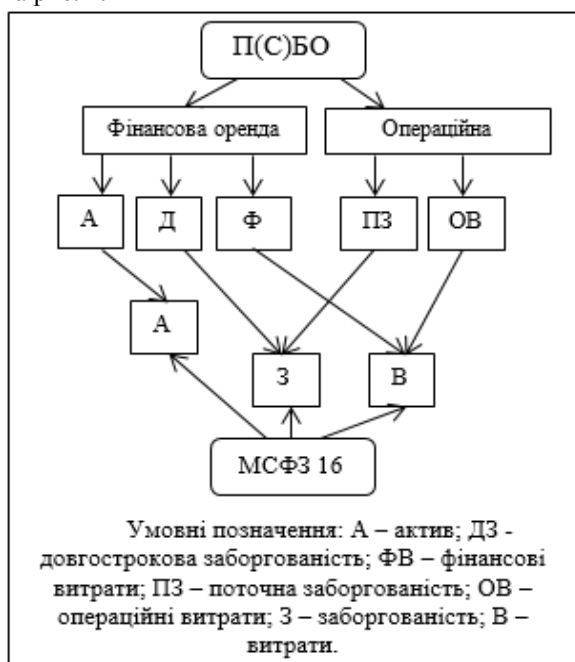 П(С)БО
Фінансова оренда Операційна
А Д Ф ПЗ ОВ
А
З В
МСФЗ 16
Умовні позначення: А – актив; ДЗ -
довгострокова заборгованість; ФВ – фінансові
витрати; ПЗ – поточна заборгованість; ОВ –
операційні витрати; З – заборгованість; В –
витрати.